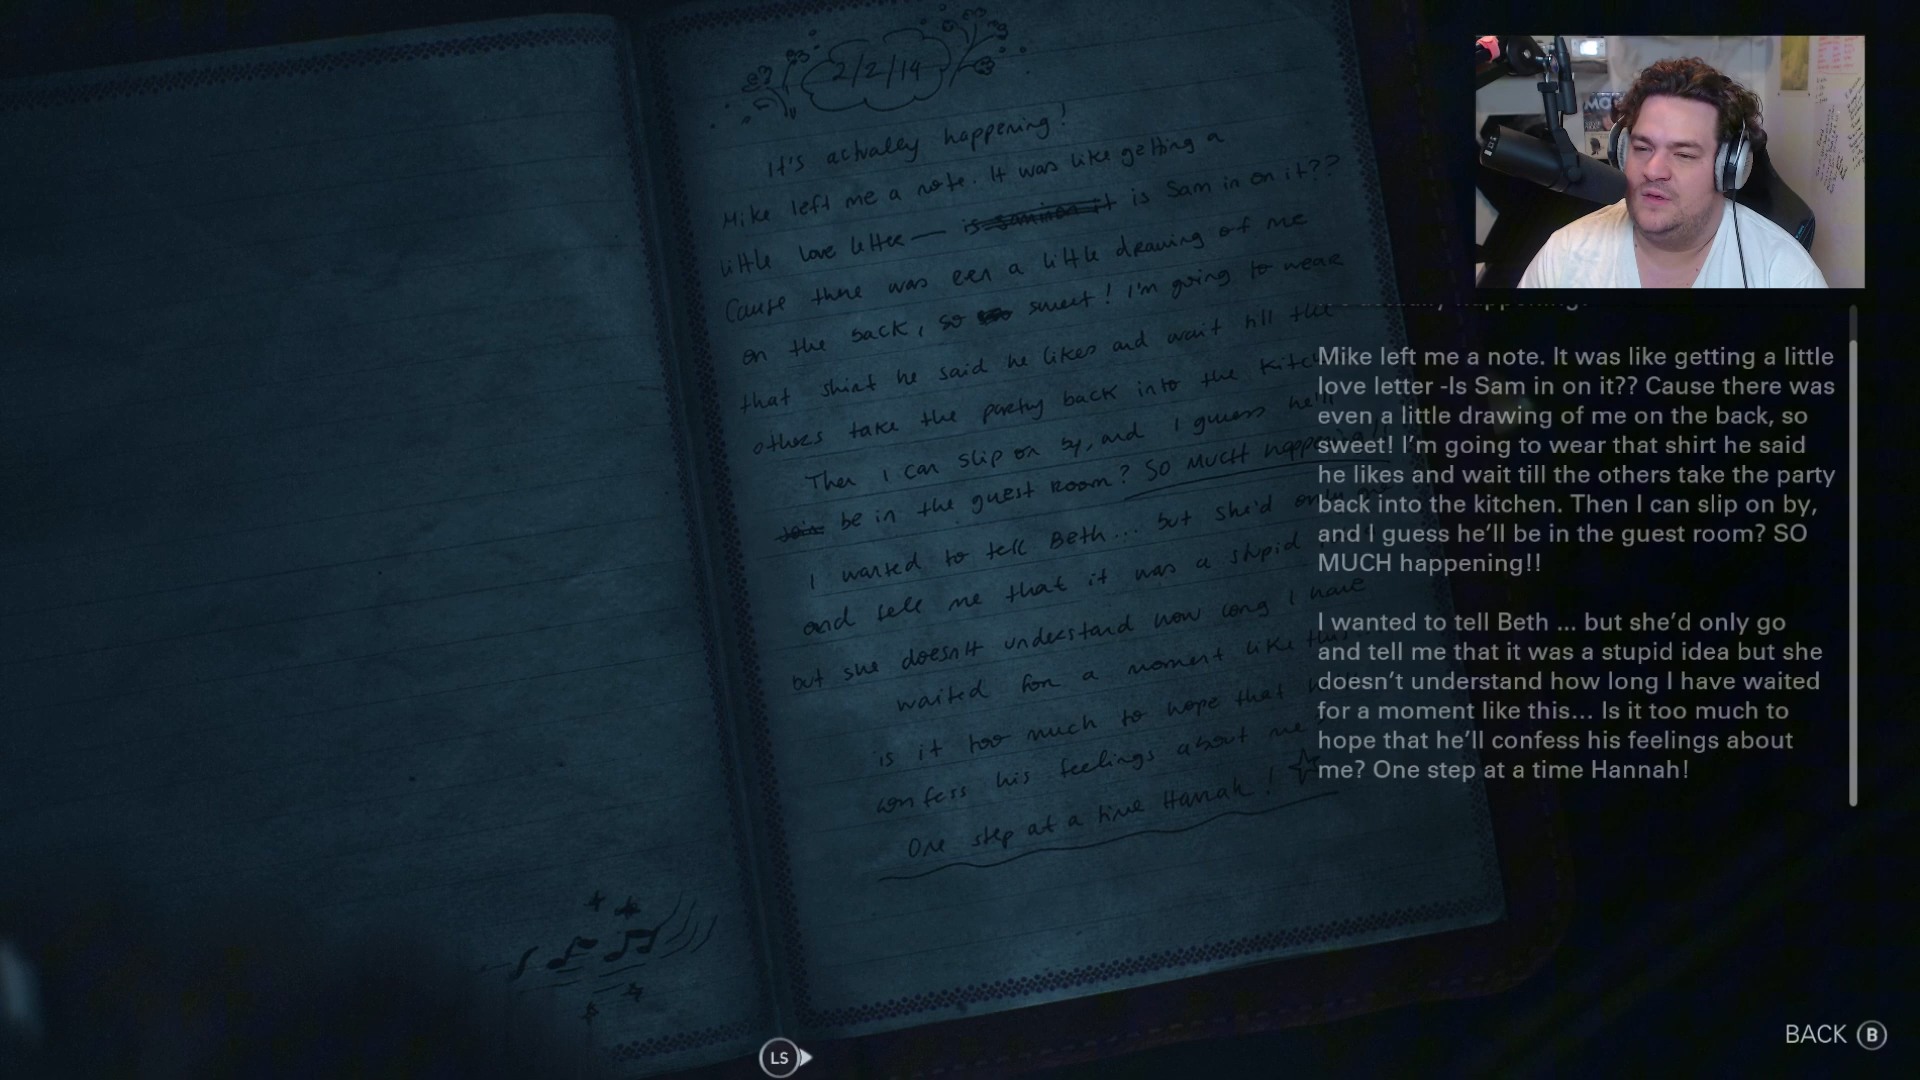 2/2/14
It's actually happening!
Mike left me a note. It was like getting a
little love letter — is sam in on it is Sam in on it??
Cause there was even a little drawing of me
on the back, so sweet! I'm going to wear
that shirt he said he likes and wait till the
others take the party back into the kitc
Then I can slip on by, and I guess he'll
join be in the guest room? SO MUCH happening
I wanted to tell Beth... but she'd only
and tell me that it was a stupid
but she doesn't understand how long I have
waited for a moment like this
is it too much to hope that
confess his feelings about me
One step at a time Hannah!
Mike left me a note. It was like getting a little
love letter -Is Sam in on it?? Cause there was
even a little drawing of me on the back, so
sweet! I’m going to wear that shirt he said
he likes and wait till the others take the party
back into the kitchen. Then I can slip on by,
and I guess he’ll be in the guest room? SO
MUCH happening!!
I wanted to tell Beth ... but she’d only go
and tell me that it was a stupid idea but she
doesn’t understand how long I have waited
for a moment like this... Is it too much to
hope that he’ll confess his feelings about
me? One step at a time Hannah!
LS
BACK B